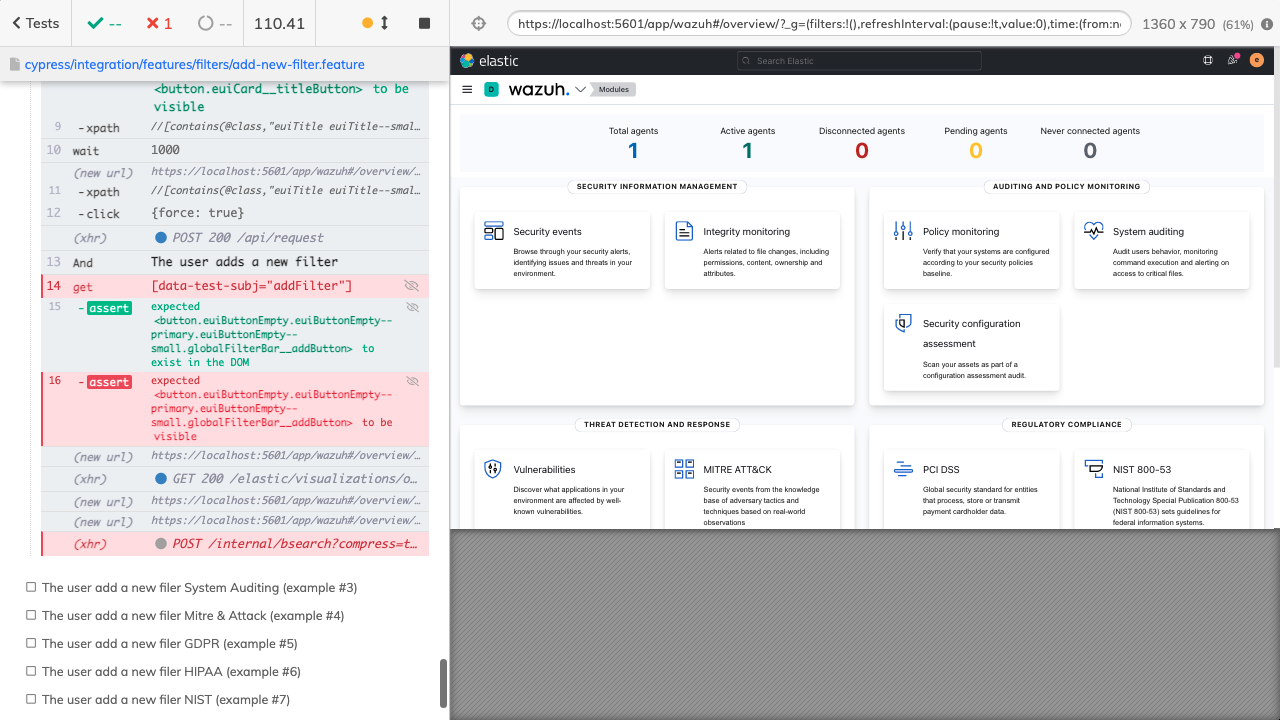 Tests
--
1
--
110.41
https://localhost:5601/app/wazuh#/overview/?_g=(filters:!(),refreshInterval:(pause:!t,value:0),time:(from:n
1360 x 790 (61%)
cypress/integration/features/filters/add-new-filter.feature
<button.euiCard__titleButton> to be
visible
9 -xpath //[contains(@class,"euiTitle euiTitle--smal…
10 wait 1000
(new url) https://localhost:5601/app/wazuh#/overview/…
11 -xpath //[contains(@class,"euiTitle euiTitle--smal…
12 -click {force: true}
(xhr) POST 200 /api/request
13 And The user adds a new filter
14 get [data-test-subj="addFilter"]
15 -assert expected
<button.euiButtonEmpty.euiButtonEmpty--
primary.euiButtonEmpty--
small.globalFilterBar__addButton> to
exist in the DOM
16 -assert expected
<button.euiButtonEmpty.euiButtonEmpty--
primary.euiButtonEmpty--
small.globalFilterBar__addButton> to be
visible
(new url) https://localhost:5601/app/wazuh#/overview/…
(xhr) GET 200 /elastic/visualizations/o…
(new url) https://localhost:5601/app/wazuh#/overview/…
(new url) https://localhost:5601/app/wazuh#/overview/…
(xhr) POST /internal/bsearch?compress=t…
The user add a new filer System Auditing (example #3)
The user add a new filer Mitre & Attack (example #4)
The user add a new filer GDPR (example #5)
The user add a new filer HIPAA (example #6)
The user add a new filer NIST (example #7)
elastic
Search Elastic
e
D
wazuh.
Modules
Total agents
1
Active agents
1
Disconnected agents
0
Pending agents
0
Never connected agents
0
SECURITY INFORMATION MANAGEMENT
Security events
Browse through your security alerts,
identifying issues and threats in your
environment.
Integrity monitoring
Alerts related to file changes, including
permissions, content, ownership and
attributes.
AUDITING AND POLICY MONITORING
Policy monitoring
Verify that your systems are configured
according to your security policies
baseline.
System auditing
Audit users behavior, monitoring
command execution and alerting on
access to critical files.
Security configuration
assessment
Scan your assets as part of a
configuration assessment audit.
THREAT DETECTION AND RESPONSE
Vulnerabilities
Discover what applications in your
environment are affected by well-
known vulnerabilities.
MITRE ATT&CK
Security events from the knowledge
base of adversary tactics and
techniques based on real-world
observations
REGULATORY COMPLIANCE
PCI DSS
Global security standard for entities
that process, store or transmit
payment cardholder data.
NIST 800-53
National Institute of Standards and
Technology Special Publication 800-53
(NIST 800-53) sets guidelines for
federal information systems.